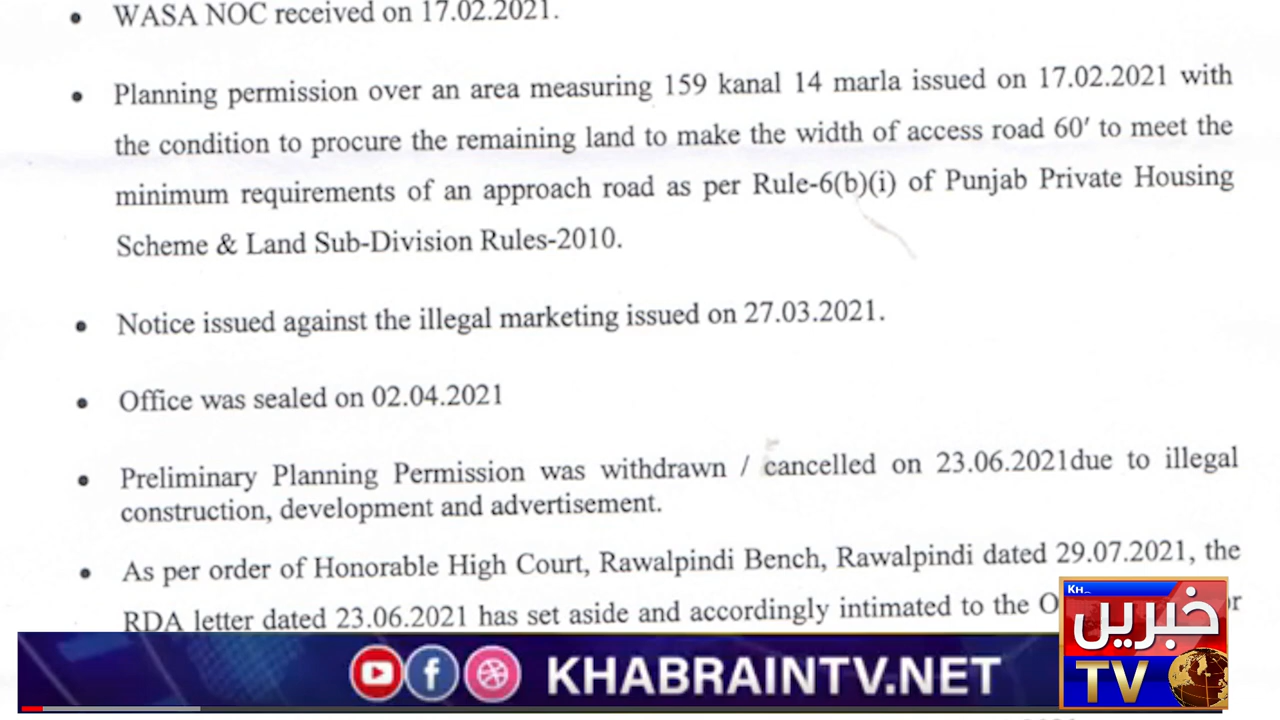 • WASA NOC received on 17.02.2021.
• Planning permission over an area measuring 159 kanal 14 marla issued on 17.02.2021 with
the condition to procure the remaining land to make the width of access road 60′ to meet the
minimum requirements of an approach road as per Rule-6(b)(i) of Punjab Private Housing
Scheme & Land Sub-Division Rules-2010.
• Notice issued against the illegal marketing issued on 27.03.2021.
• Office was sealed on 02.04.2021
• Preliminary Planning Permission was withdrawn / cancelled on 23.06.2021due to illegal
construction, development and advertisement.
• As per order of Honorable High Court, Rawalpindi Bench, Rawalpindi dated 29.07.2021, the
RDA letter dated 23.06.2021 has set aside and accordingly intimated to the
KHABRAINTV.NET
خبریں
TV